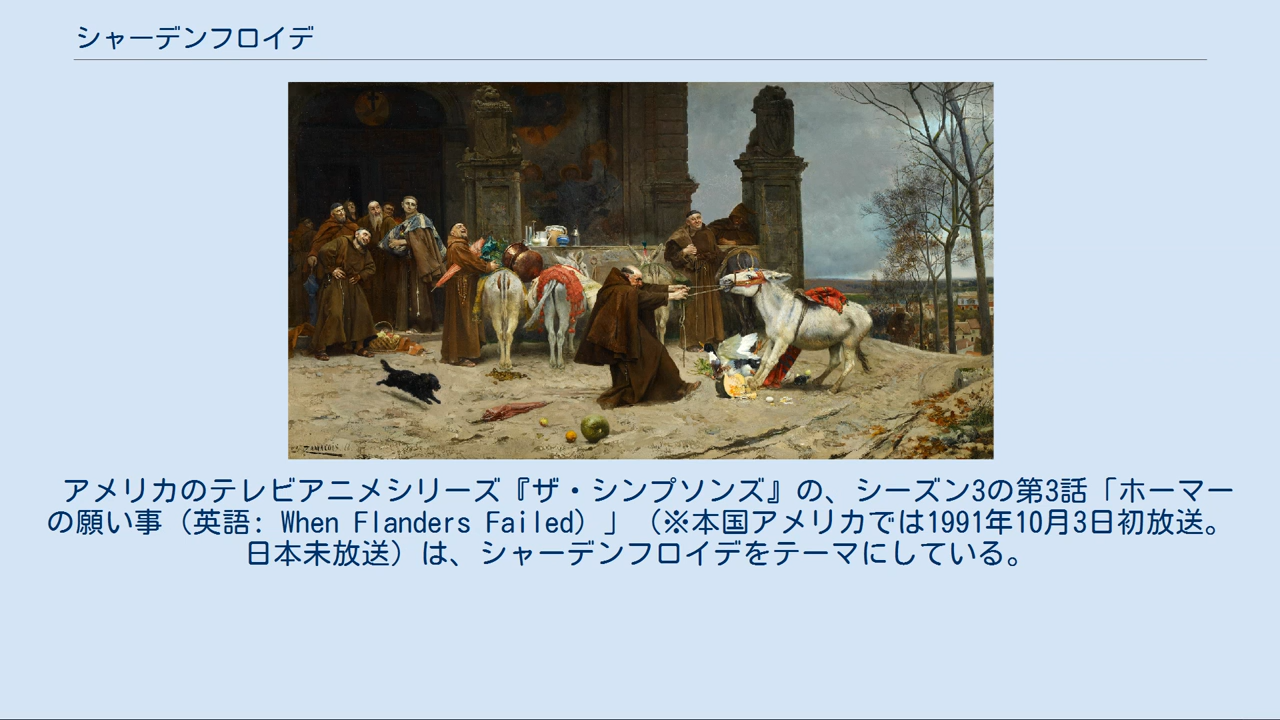 シャーデンフロイデ
アメリカのテレビアニメシリーズ『ザ・シンプソンズ』の、シーズン3の第3話「ホーマー
の願い事（英語: When Flanders Failed）」（※本国アメリカでは1991年10月3日初放送。
日本未放送）は、シャーデンフロイデをテーマにしている。